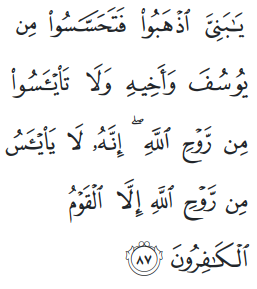 يَـٰبَنِىَّ ٱذْهَبُوا۟ فَتَحَسَّسُوا۟ مِن
يُوسُفَ وَأَخِيهِ وَلَا تَا۟يْـَٔسُوا۟
مِن رَّوْحِ ٱللَّهِ ۖ إِنَّهُۥ لَا يَا۟يْـَٔسُ
مِن رَّوْحِ ٱللَّهِ إِلَّا ٱلْقَوْمُ
ٱلْكَـٰفِرُونَ ٨٧